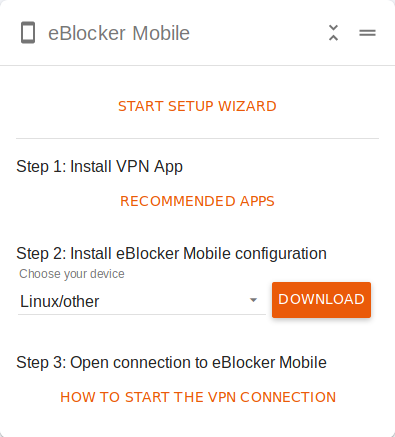 eBlocker Mobile
START SETUP WIZARD
Step 1: Install VPN App
RECOMMENDED APPS
Step 2: Install eBlocker Mobile configuration
Choose your device
Linux/other
DOWNLOAD
Step 3: Open connection to eBlocker Mobile
HOW TO START THE VPN CONNECTION